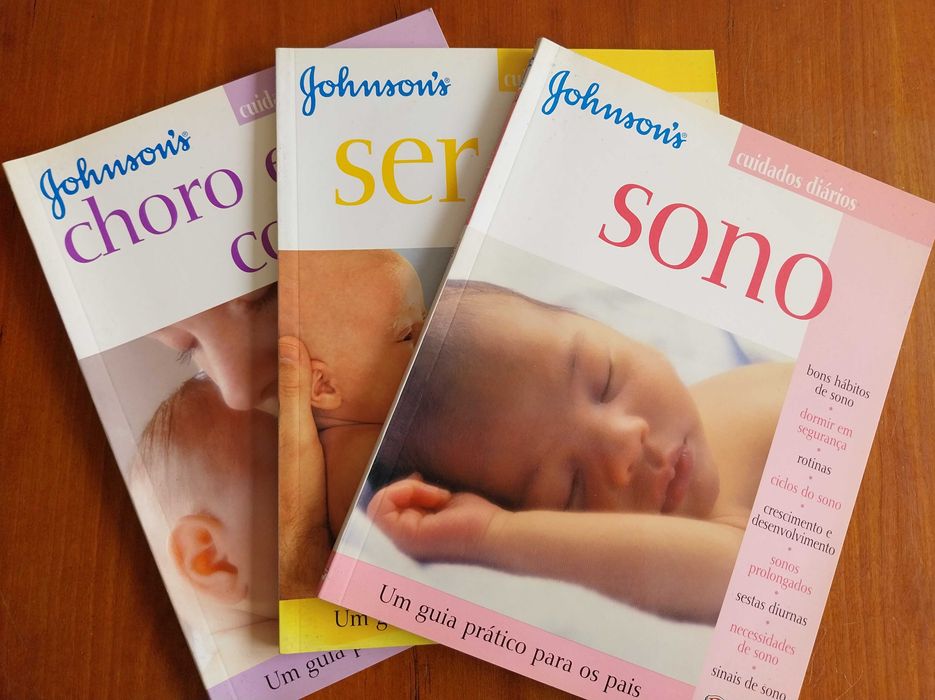 Johnson's®
choro e
Um guia
Johnson's®
ser
Um
Johnson's®
cuidados diários
sono
bons hábitos
de sono
dormir em
segurança
rotinas
ciclos do sono
crescimento e
desenvolvimento
sonos
prolongados
sestas diurnas
necessidades
de sono
sinais de sono
Um guia prático para os pais